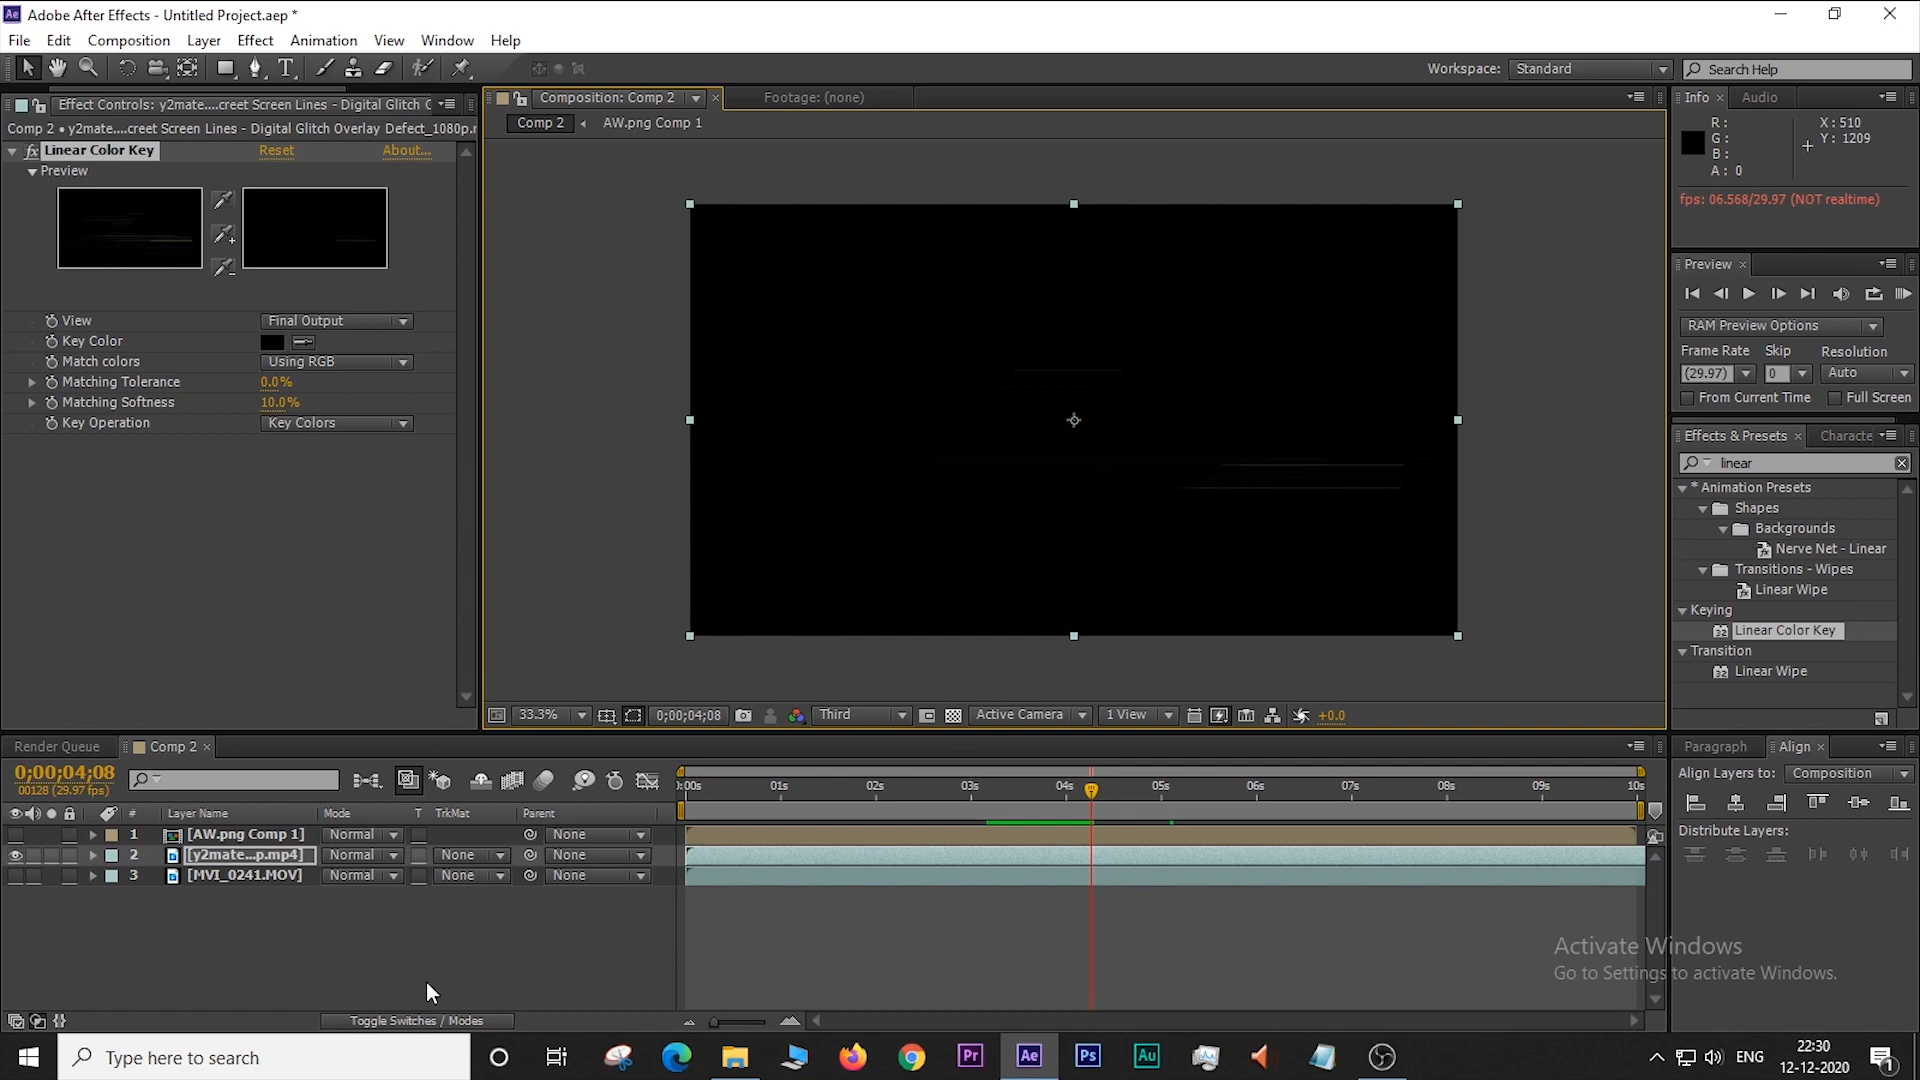 Adobe After Effects - Untitled Project.aep *
File Edit Composition Layer Effect Animation View Window Help
Workspace: Standard Search Help
Effect Controls: y2mate....creet Screen Lines - Digital Glitch C
Composition: Comp 2 Footage: (none)
Info Audio
Comp 2 • y2mate....creet Screen Lines - Digital Glitch Overlay Defect_1080p.r
Comp 2 AW.png Comp 1
R: X: 510
G: Y: 1209
B:
A: 0
fx Linear Color Key Reset About...
Preview
fps: 06.568/29.97 (NOT realtime)
View Final Output
Key Color
Match colors Using RGB
Matching Tolerance 0.0%
Matching Softness 10.0%
Key Operation Key Colors
Preview
RAM Preview Options
Frame Rate Skip Resolution
(29.97) 0 Auto
From Current Time Full Screen
Effects & Presets Characte
linear
* Animation Presets
Shapes
Backgrounds
Nerve Net - Linear
Transitions - Wipes
Linear Wipe
Keying
32 Linear Color Key
Transition
32 Linear Wipe
33.3% 0;00;04;08 Third Active Camera 1 View +0.0
Render Queue Comp 2
Paragraph Align
0;00;04;08
00128 (29.97 fps)
0:00s 01s 02s 03s 04s 05s 06s 07s 08s 09s 10s
Align Layers to: Composition
# Layer Name Mode T TrkMat Parent
Distribute Layers:
1 [AW.png Comp 1] Normal None
2 [y2mate...p.mp4] Normal None None
3 [MVI_0241.MOV] Normal None None
Activate Windows
Go to Settings to activate Windows.
Toggle Switches / Modes
Type here to search
Pr Ae Ps Au
ENG 22:30
12-12-2020
1